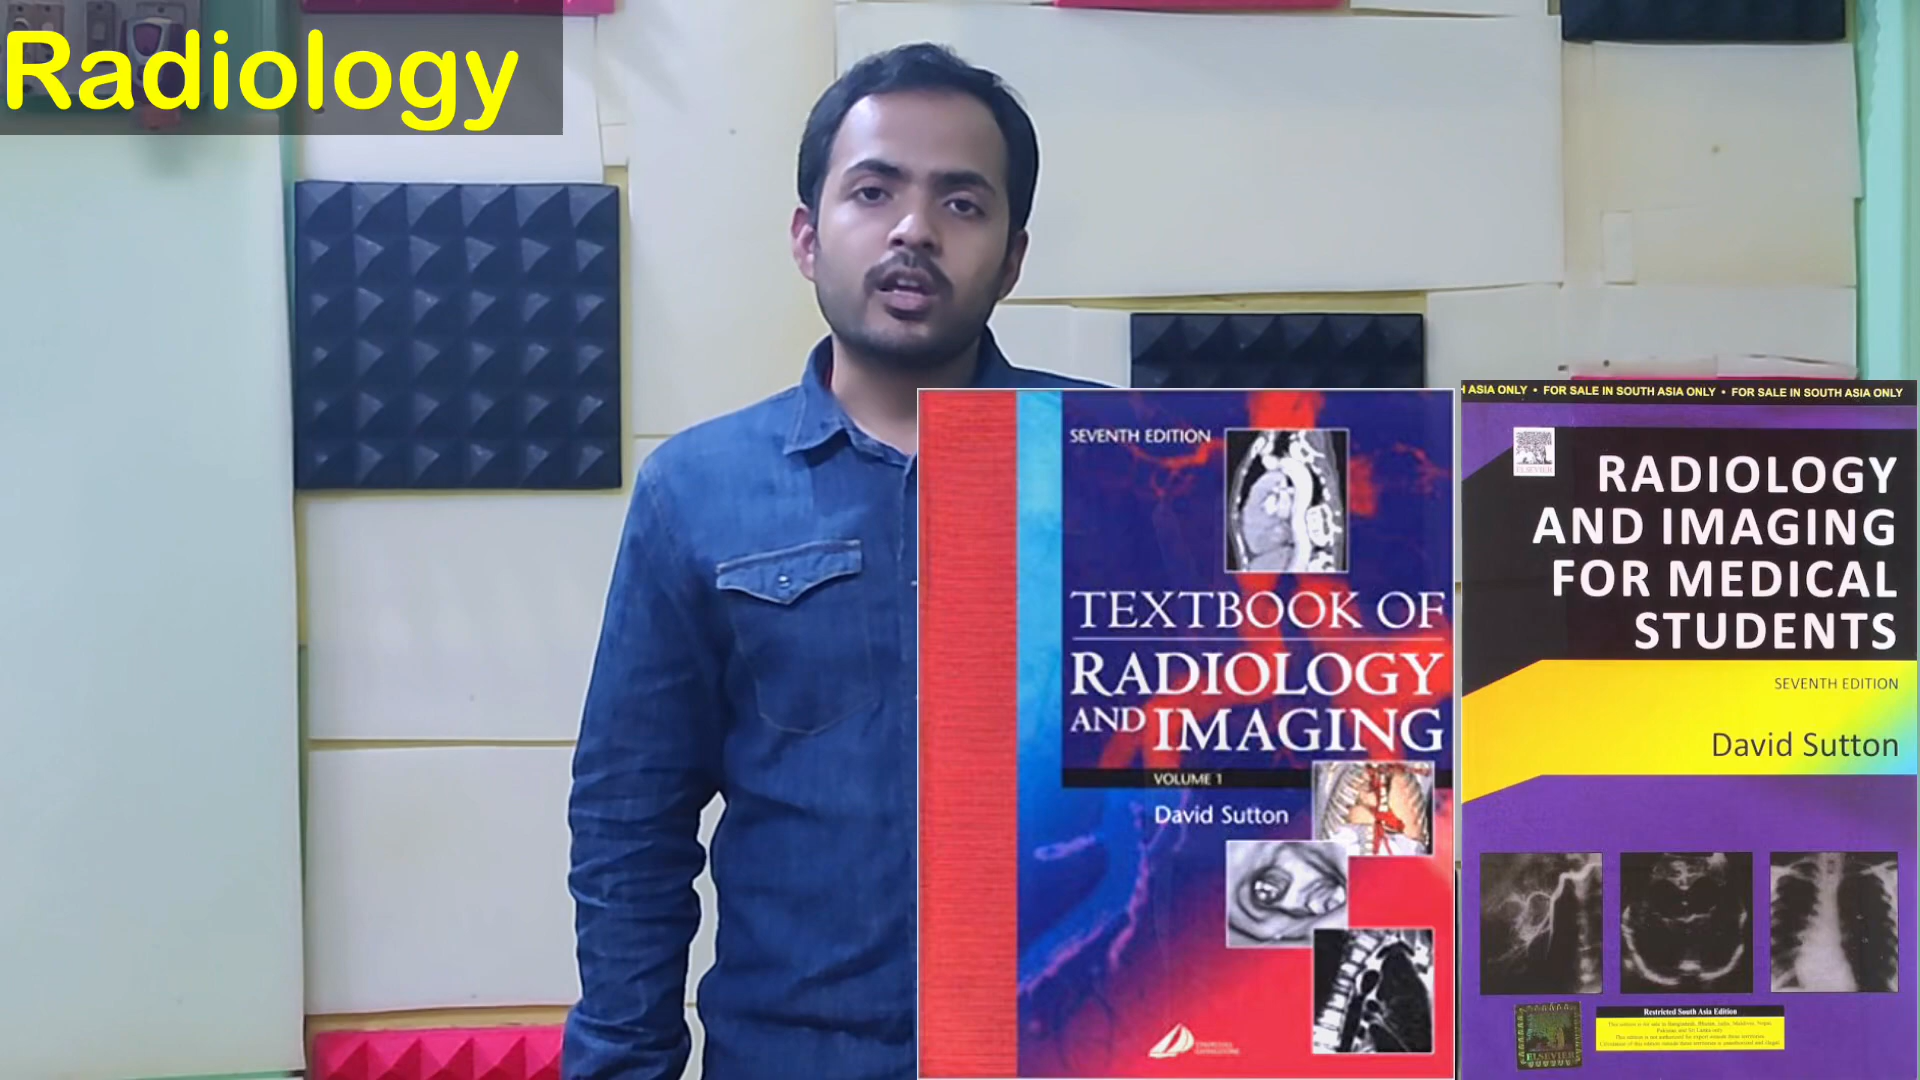 Radiology
SEVENTH EDITION
TEXTBOOK OF
RADIOLOGY
AND IMAGING
VOLUME 1
David Sutton
H ASIA ONLY • FOR SALE IN SOUTH ASIA ONLY • FOR SALE IN SOUTH ASIA ONLY
ELSEVIER
RADIOLOGY
AND IMAGING
FOR MEDICAL
STUDENTS
SEVENTH EDITION
David Sutton
Restricted South Asia Edition
ELSEVIER